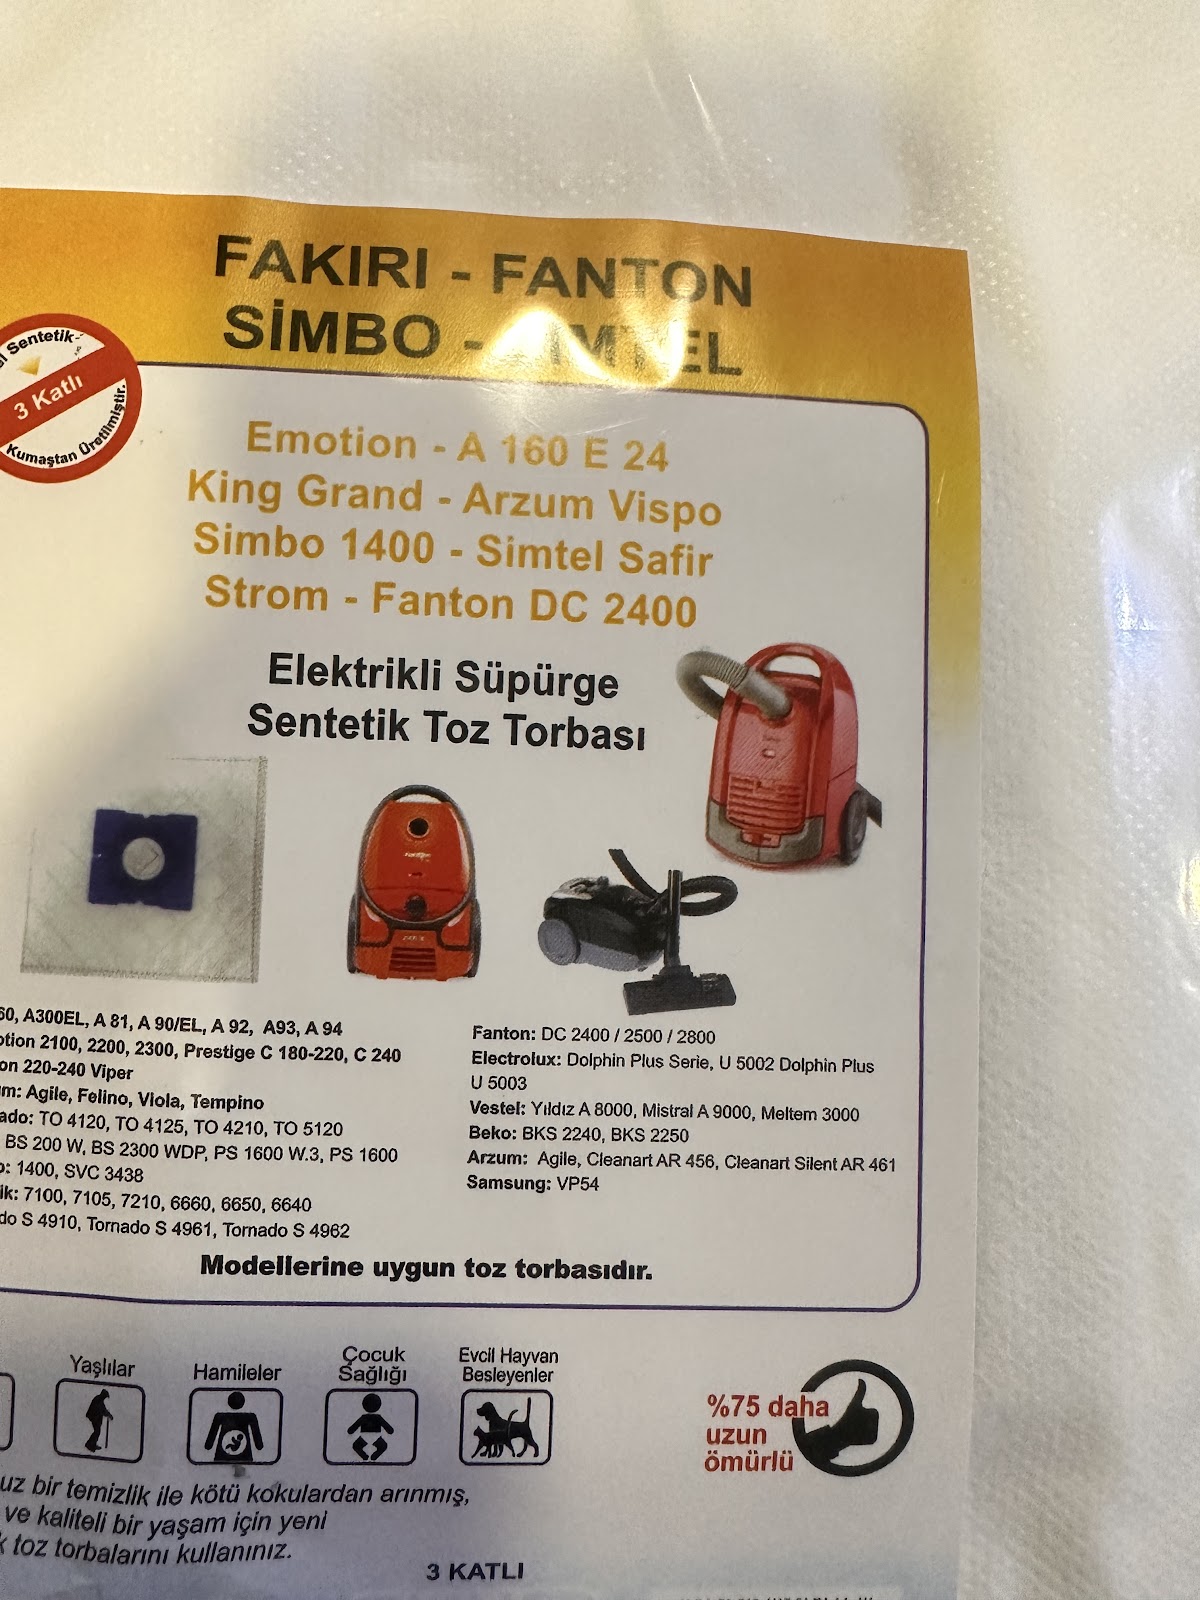 FAKIRI - FANTON
SİMBO - SİMTEL
Sentetik
3 Katlı
Kumaştan Üretilmiştir.
Emotion - A 160 E 24
King Grand - Arzum Vispo
Simbo 1400 - Simtel Safir
Strom - Fanton DC 2400
Elektrikli Süpürge
Sentetik Toz Torbası
A300EL, A 81, A 90/EL, A 92, A93, A 94
2100, 2200, 2300, Prestige C 180-220, C 240
220-240 Viper
Agile, Felino, Viola, Tempino
TO 4120, TO 4125, TO 4210, TO 5120
BS 200 W, BS 2300 WDP, PS 1600 W.3, PS 1600
1400, SVC 3438
7100, 7105, 7210, 6660, 6650, 6640
S 4910, Tornado S 4961, Tornado S 4962
Fanton: DC 2400 / 2500 / 2800
Electrolux: Dolphin Plus Serie, U 5002 Dolphin Plus
U 5003
Vestel: Yıldız A 8000, Mistral A 9000, Meltem 3000
Beko: BKS 2240, BKS 2250
Arzum: Agile, Cleanart AR 456, Cleanart Silent AR 461
Samsung: VP54
Modellerine uygun toz torbasıdır.
Yaşlılar
Hamileler
Çocuk
Sağlığı
Evcil Hayvan
Besleyenler
%75 daha
uzun
ömürlü
bir temizlik ile kötü kokulardan arınmış,
ve kaliteli bir yaşam için yeni
toz torbalarını kullanınız.
3 KATLI